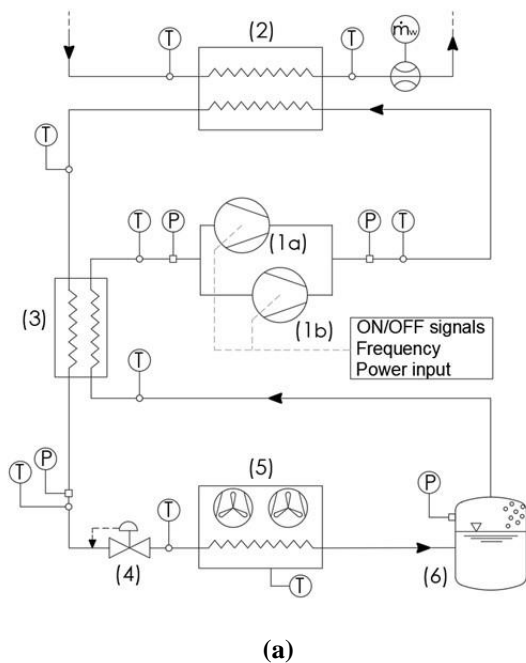 (2)
T
T
ṁw
T
T
P
(1a)
P
T
(1b)
(3)
ON/OFF signals
Frequency
Power input
T
T
P
T
(5)
P
(4)
T
(6)
(a)